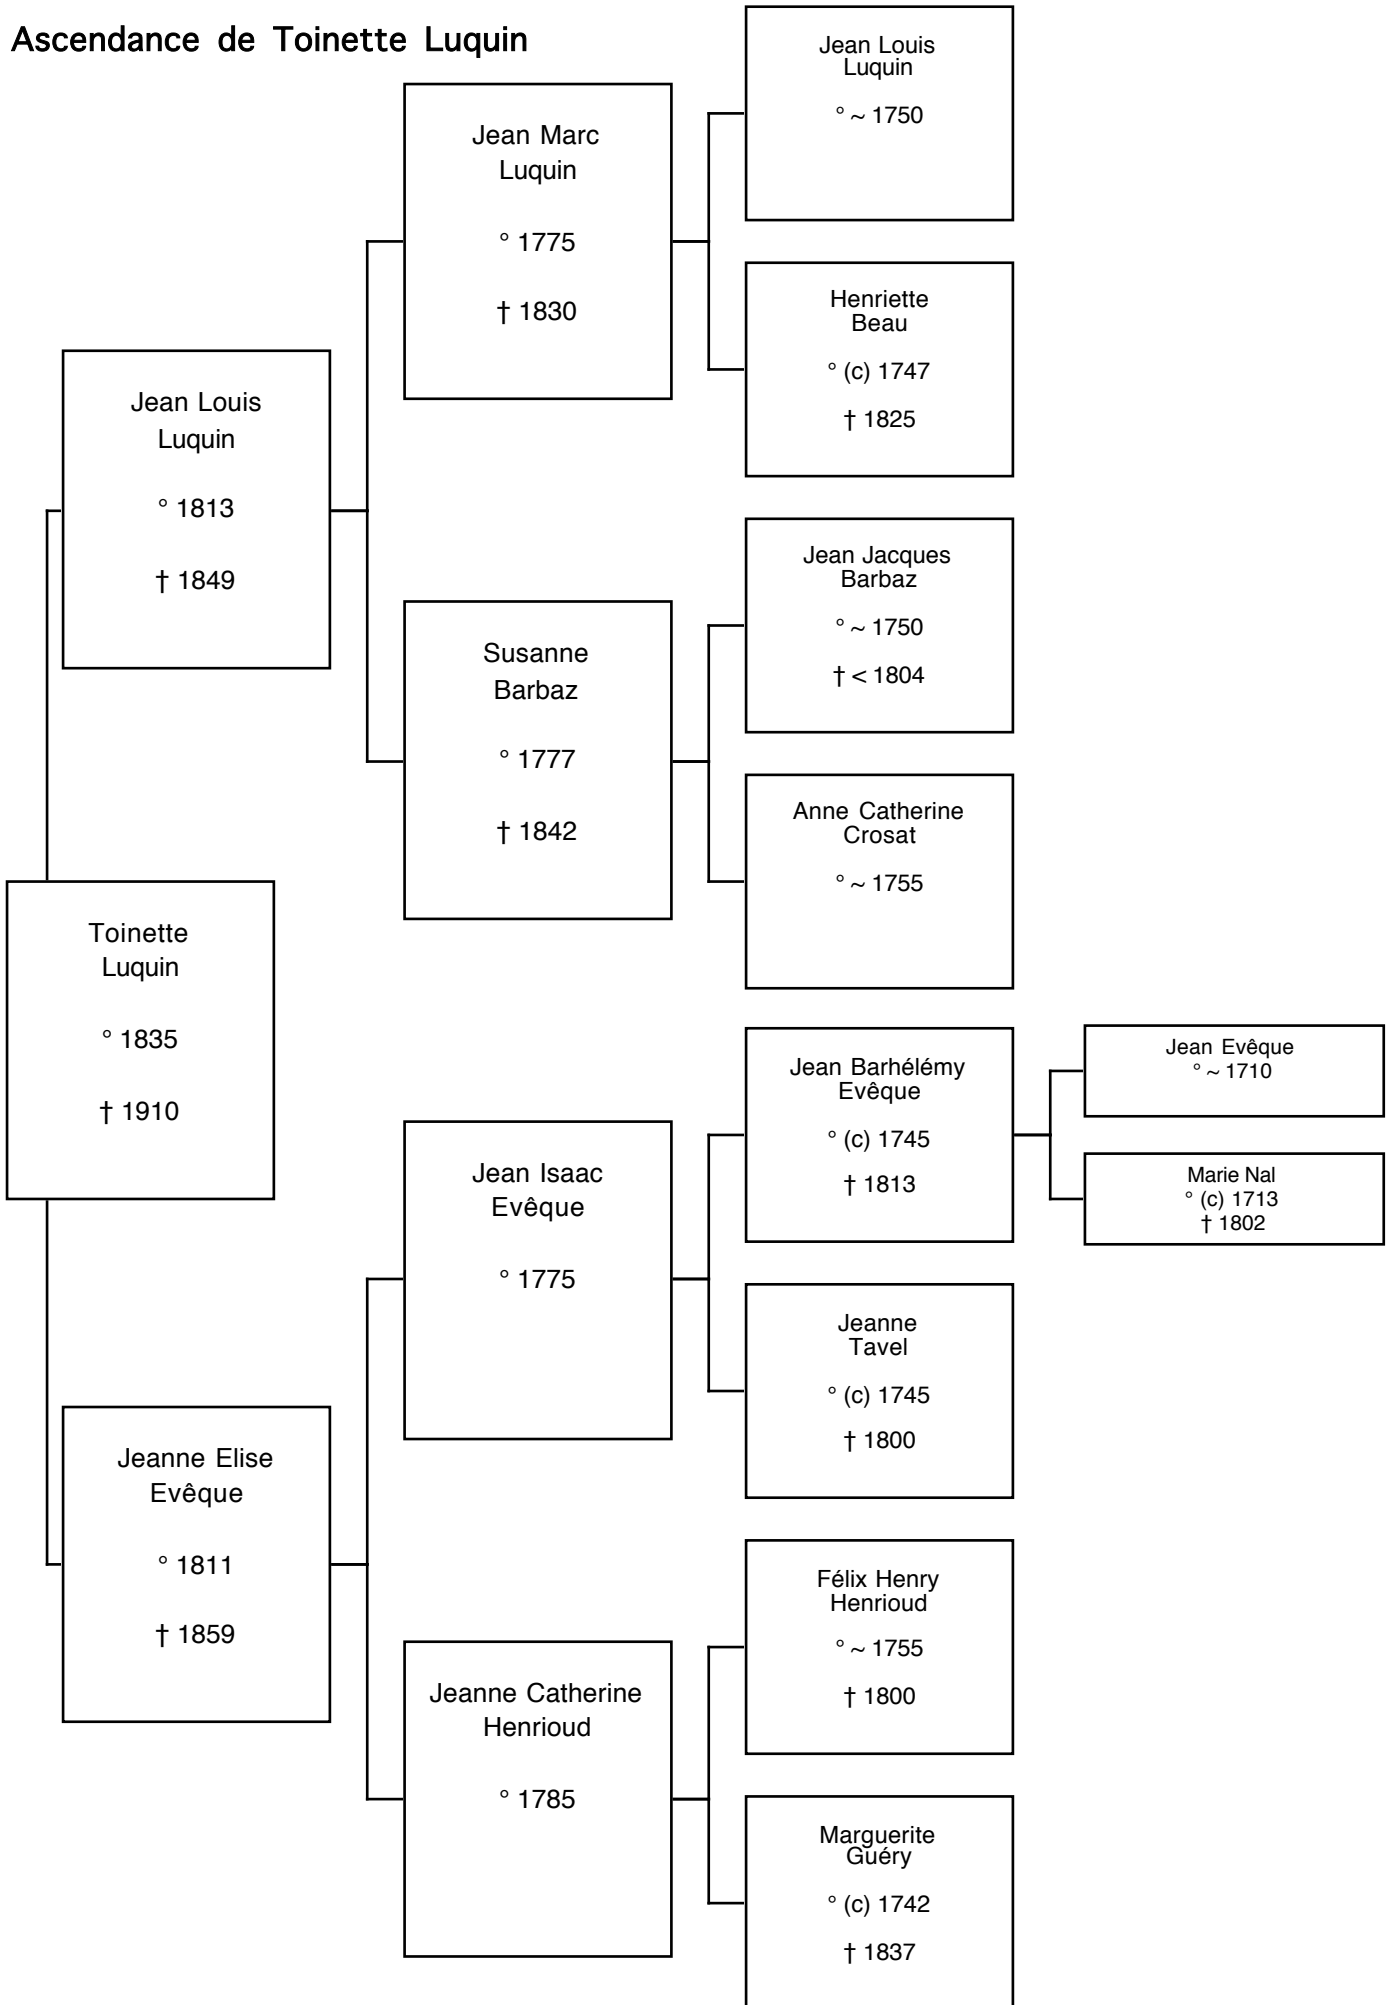 Ascendance de Toinette Luquin
Toinette
Luquin
° 1835
† 1910
Jean Louis
Luquin
° 1813
† 1849
Jeanne Elise
Evêque
° 1811
† 1859
Jean Marc
Luquin
° 1775
† 1830
Susanne
Barbaz
° 1777
† 1842
Jean Isaac
Evêque
° 1775
Jeanne Catherine
Henrioud
° 1785
Jean Louis
Luquin
° ~ 1750
Henriette
Beau
° (c) 1747
† 1825
Jean Jacques
Barbaz
° ~ 1750
† < 1804
Anne Catherine
Crosat
° ~ 1755
Jean Barhélémy
Evêque
° (c) 1745
† 1813
Jeanne
Tavel
° (c) 1745
† 1800
Félix Henry
Henrioud
° ~ 1755
† 1800
Marguerite
Guéry
° (c) 1742
† 1837
Jean Evêque
° ~ 1710
Marie Nal
° (c) 1713
† 1802